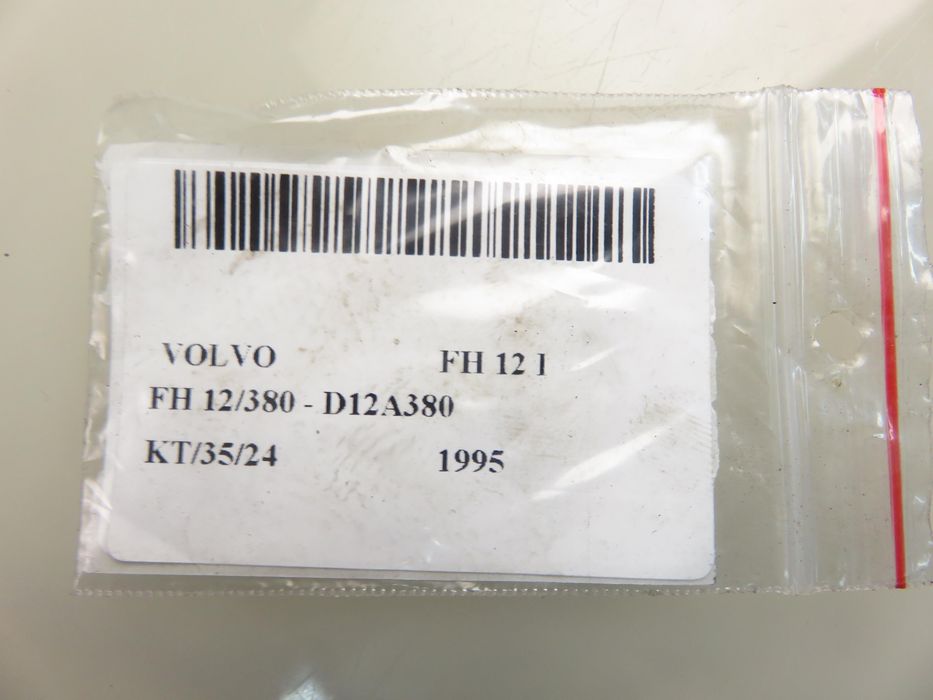 VOLVO FH 12 I
FH 12/380 - D12A380
KT/35/24 1995